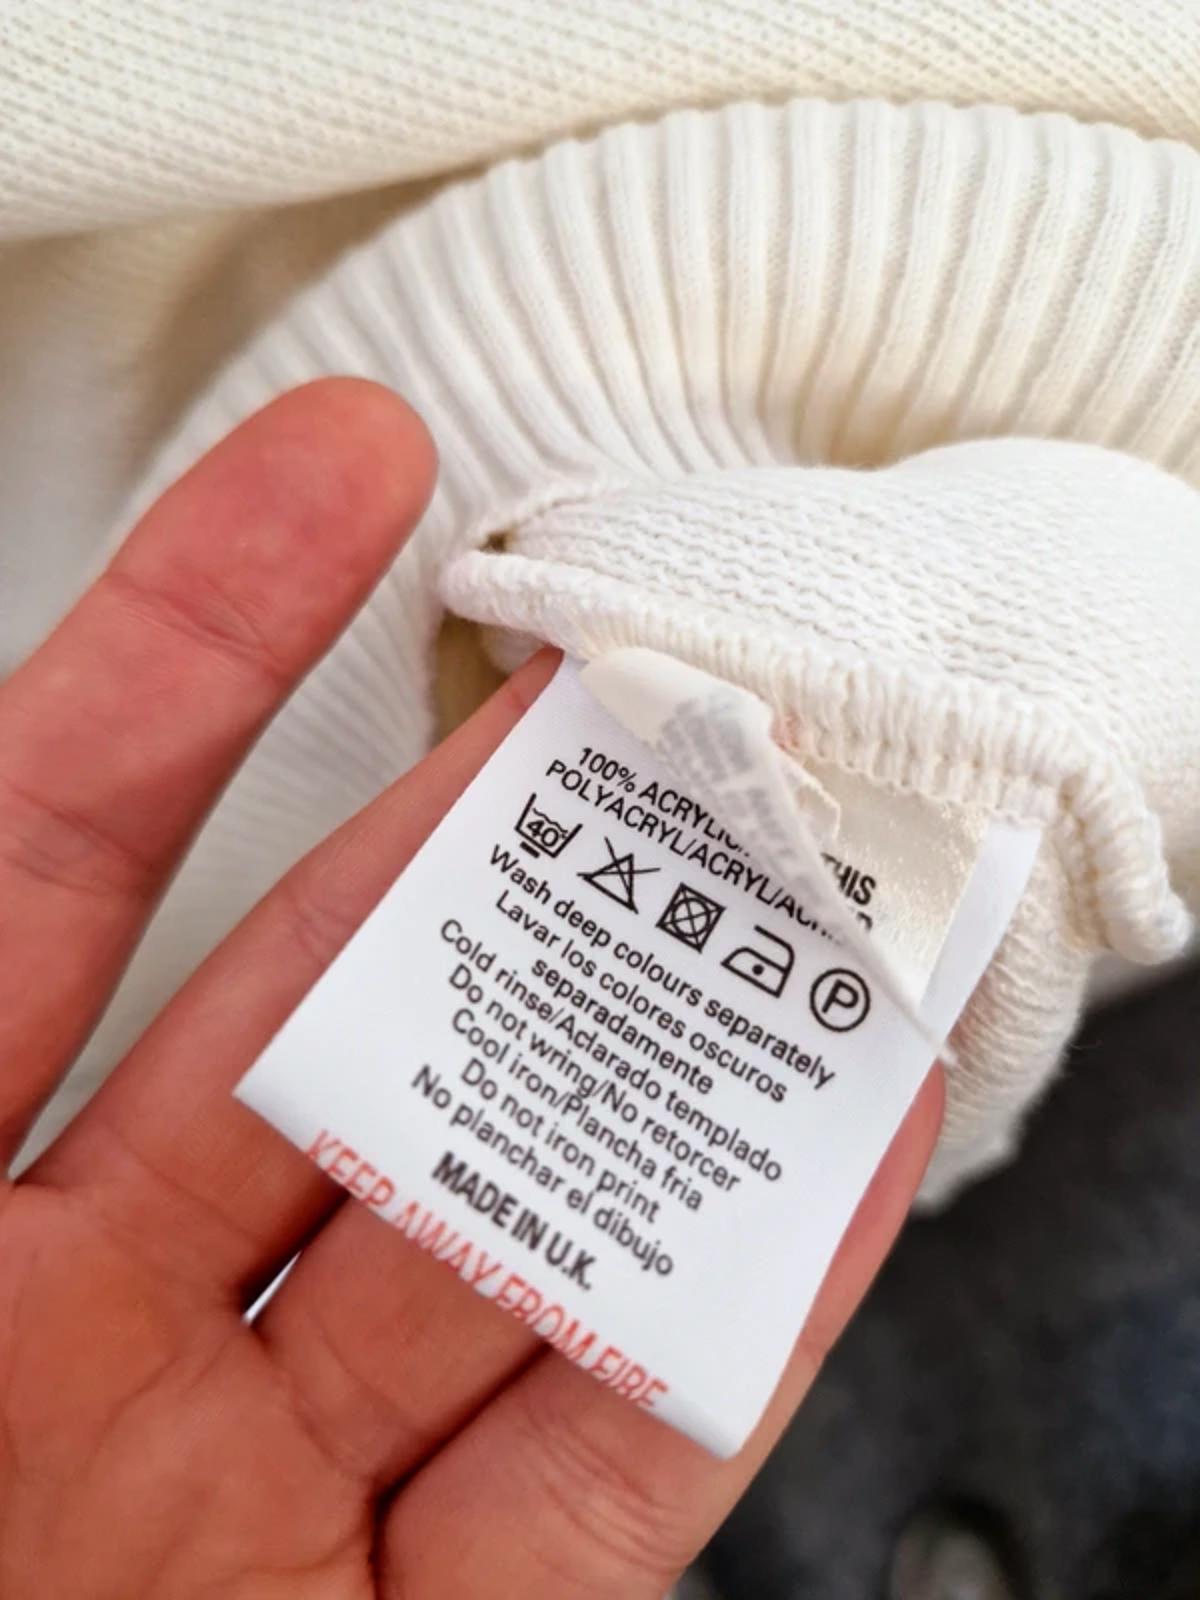 100% ACRYLIC
THIS
POLYACRYL/ACRYL/
40
P
Wash deep colours separately
Lavar los colores oscuros
separadamente
Cold rinse/Aclarado templado
Do not wring/No retorcer
Cool iron/Plancha fria
Do not iron print
No planchar el dibujo
MADE IN U.K.
KEEP AWAY FROM FIRE